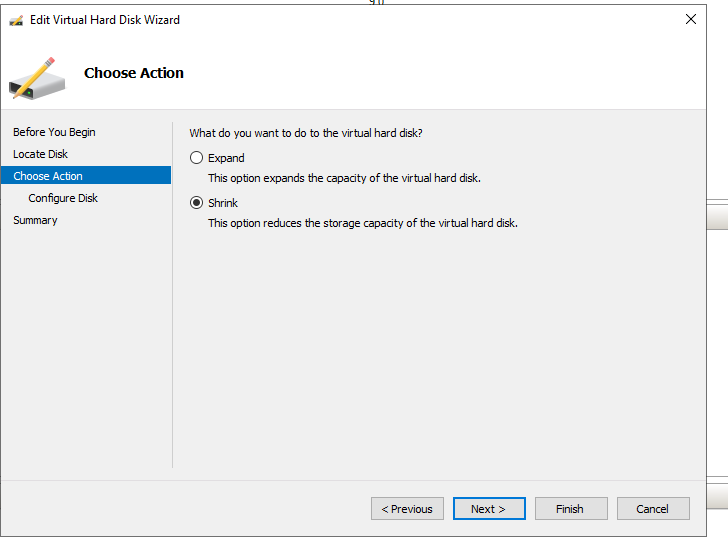 Edit Virtual Hard Disk Wizard
Choose Action
Before You Begin
Locate Disk
Choose Action
Configure Disk
Summary
What do you want to do to the virtual hard disk?
Expand
This option expands the capacity of the virtual hard disk.
Shrink
This option reduces the storage capacity of the virtual hard disk.
< Previous
Next >
Finish
Cancel